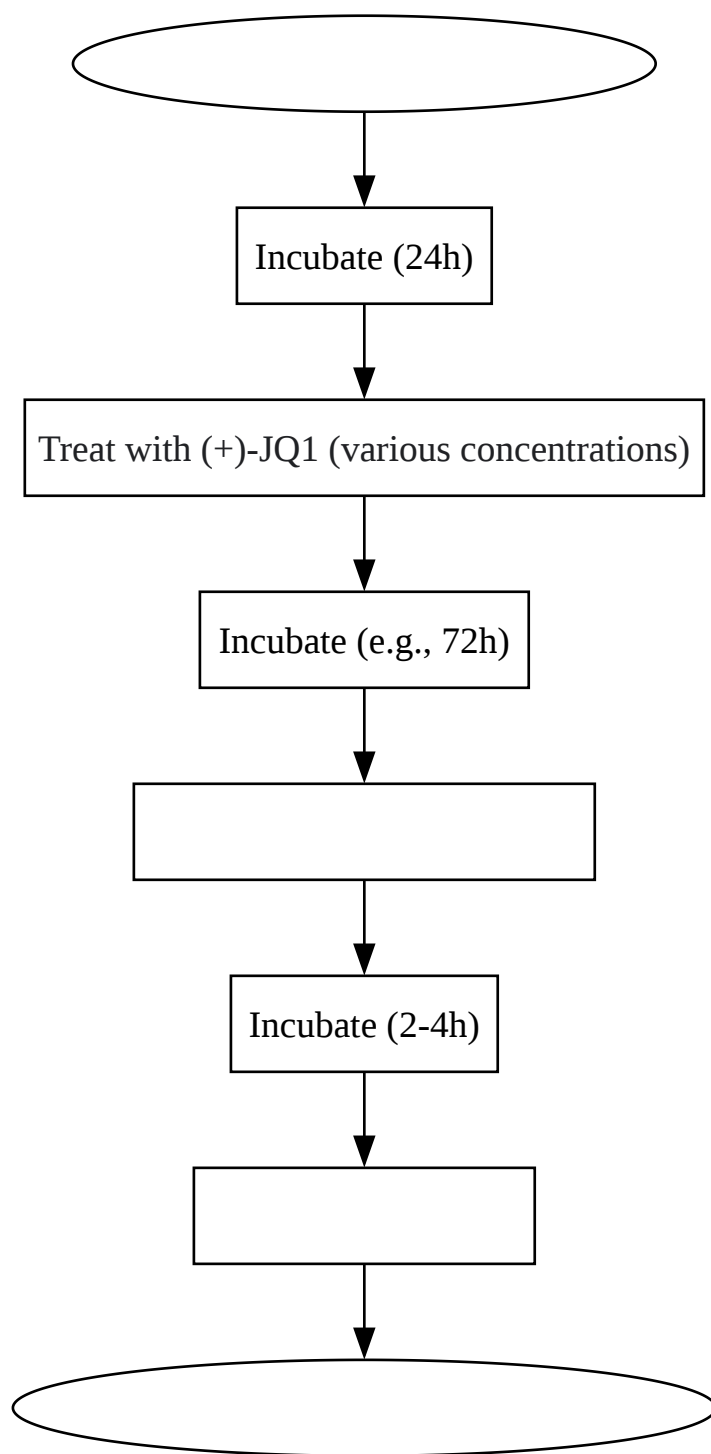 Incubate (24h)
Treat with (+)-JQ1 (various concentrations)
Incubate (e.g., 72h)
Incubate (2-4h)